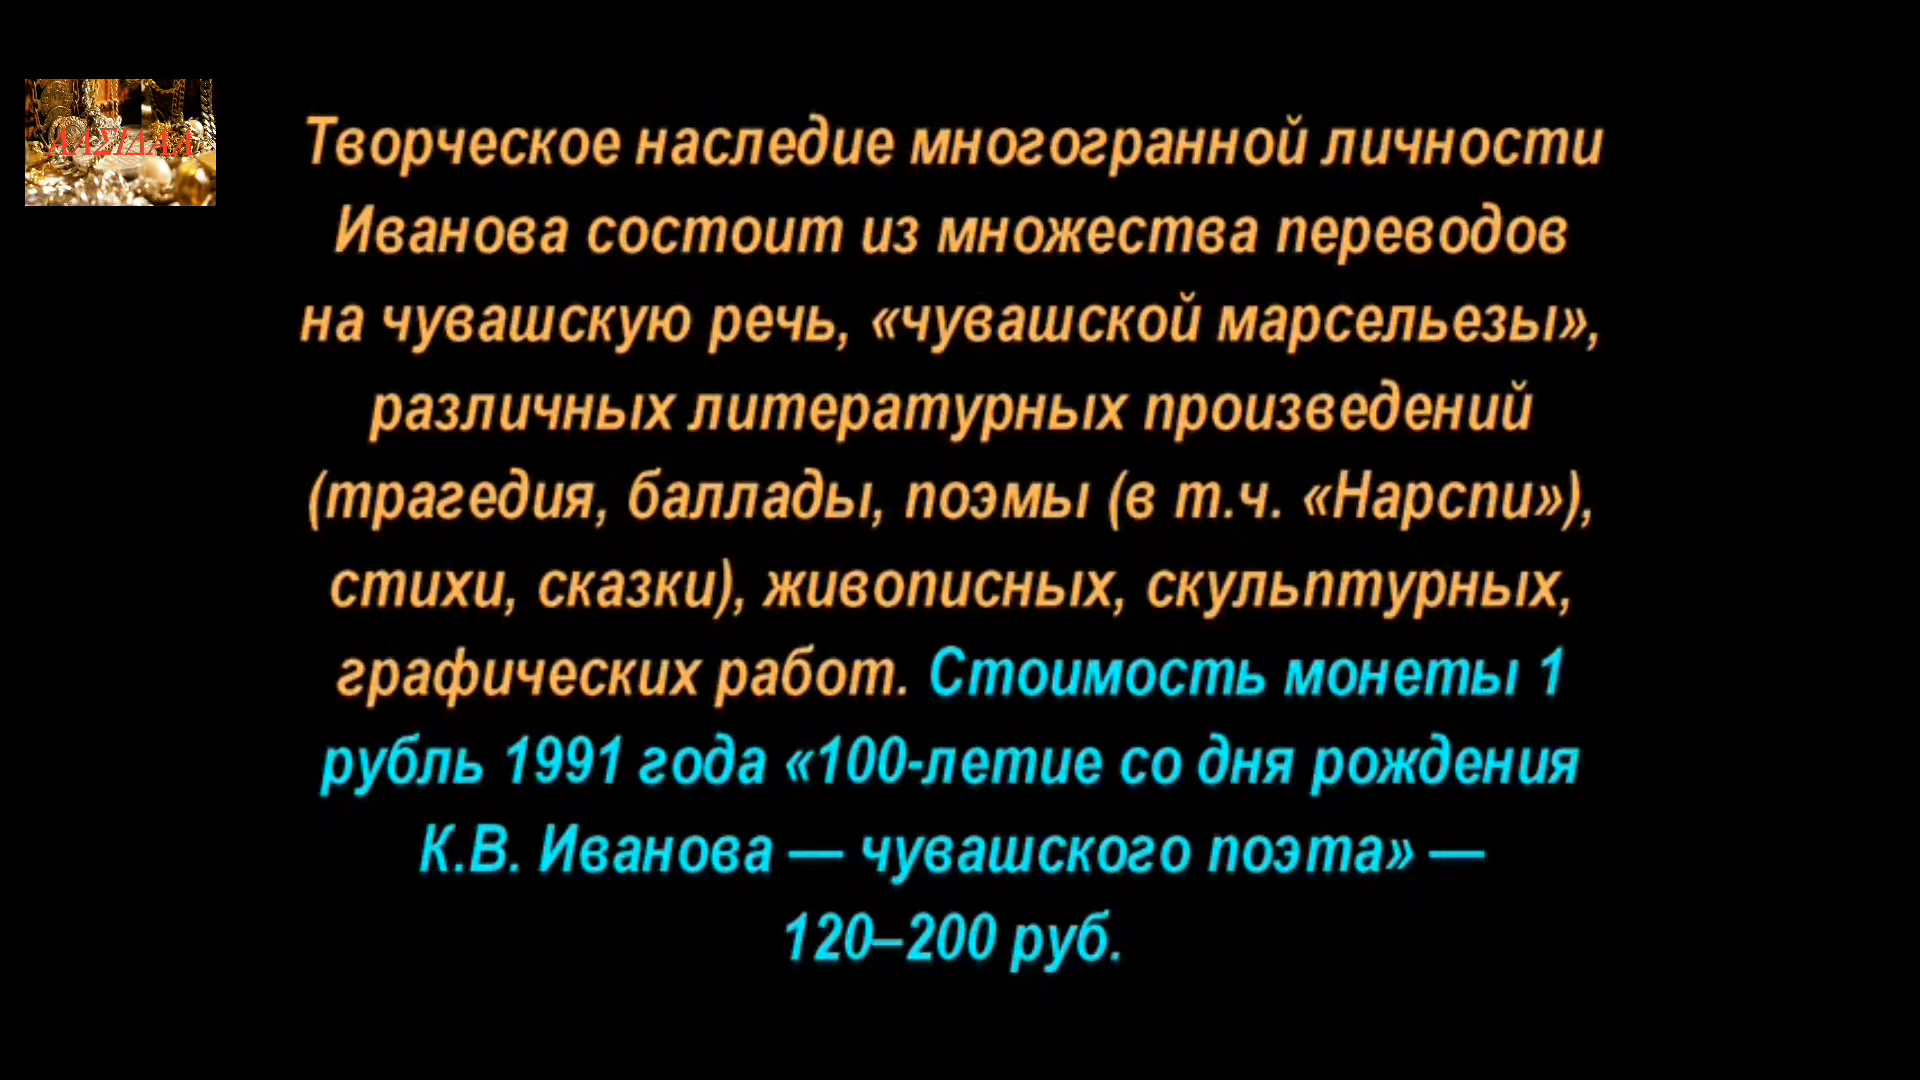 ΑΛΣΙΔΑΛ
Творческое наследие многогранной личности
Иванова состоит из множества переводов
на чувашскую речь, «чувашской марсельезы»,
различных литературных произведений
(трагедия, баллады, поэмы (в т.ч. «Нарспи»),
стихи, сказки), живописных, скульптурных,
графических работ. Стоимость монеты 1
рубль 1991 года «100-летие со дня рождения
К.В. Иванова — чувашского поэта» —
120–200 руб.